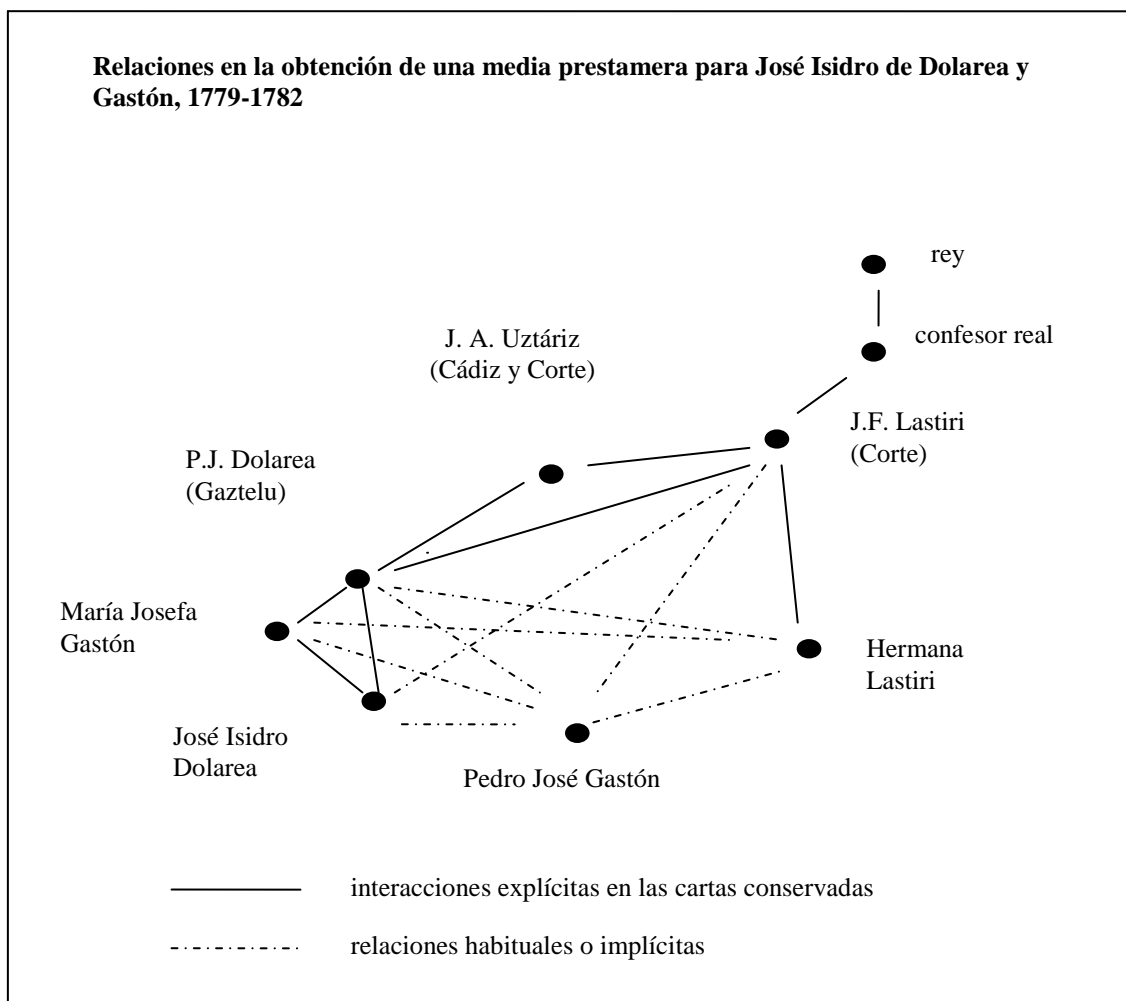 Relaciones en la obtención de una media prestamera para José Isidro de Dolarea y
Gastón, 1779-1782
rey
confesor real
J. A. Uztáriz
(Cádiz y Corte)
J.F. Lastiri
(Corte)
P.J. Dolarea
(Gaztelu)
María Josefa
Gastón
Hermana
Lastiri
José Isidro
Dolarea
Pedro José Gastón
interacciones explícitas en las cartas conservadas
relaciones habituales o implícitas